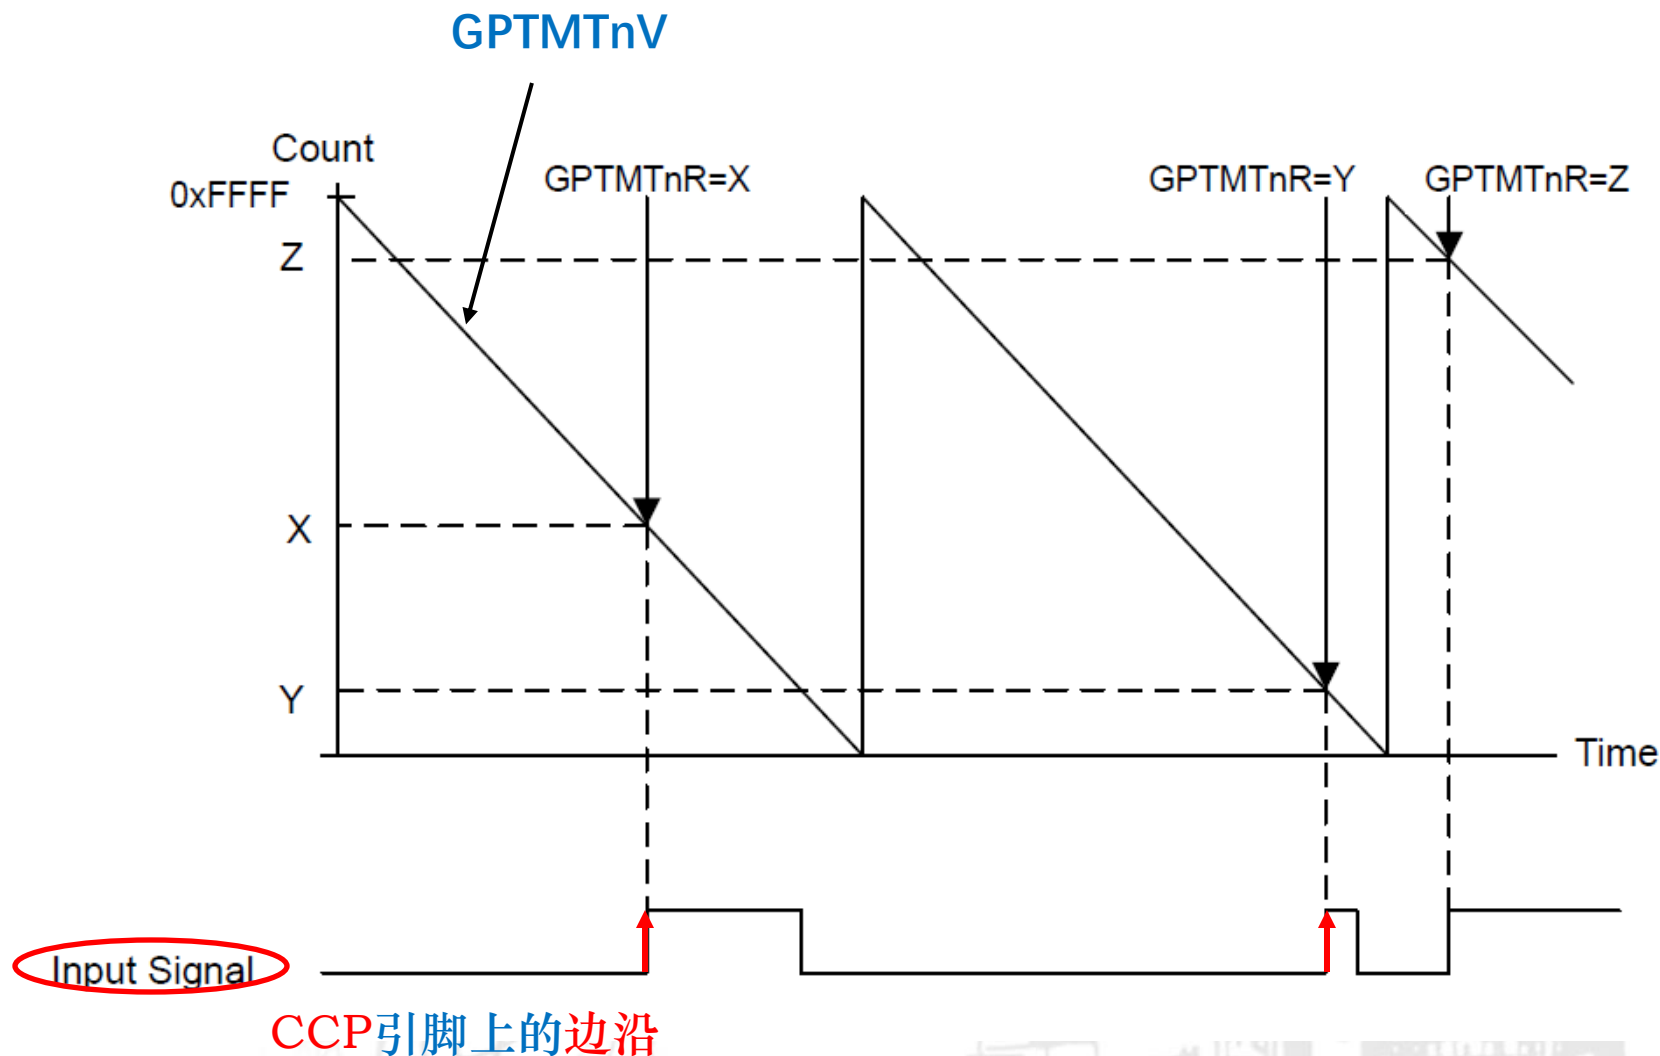 GPTMTnV
Count
0xFFFF
GPTMTnR=X
GPTMTnR=Y
GPTMTnR=Z
Z
X
Y
Time
Input Signal
CCP引脚上的边沿